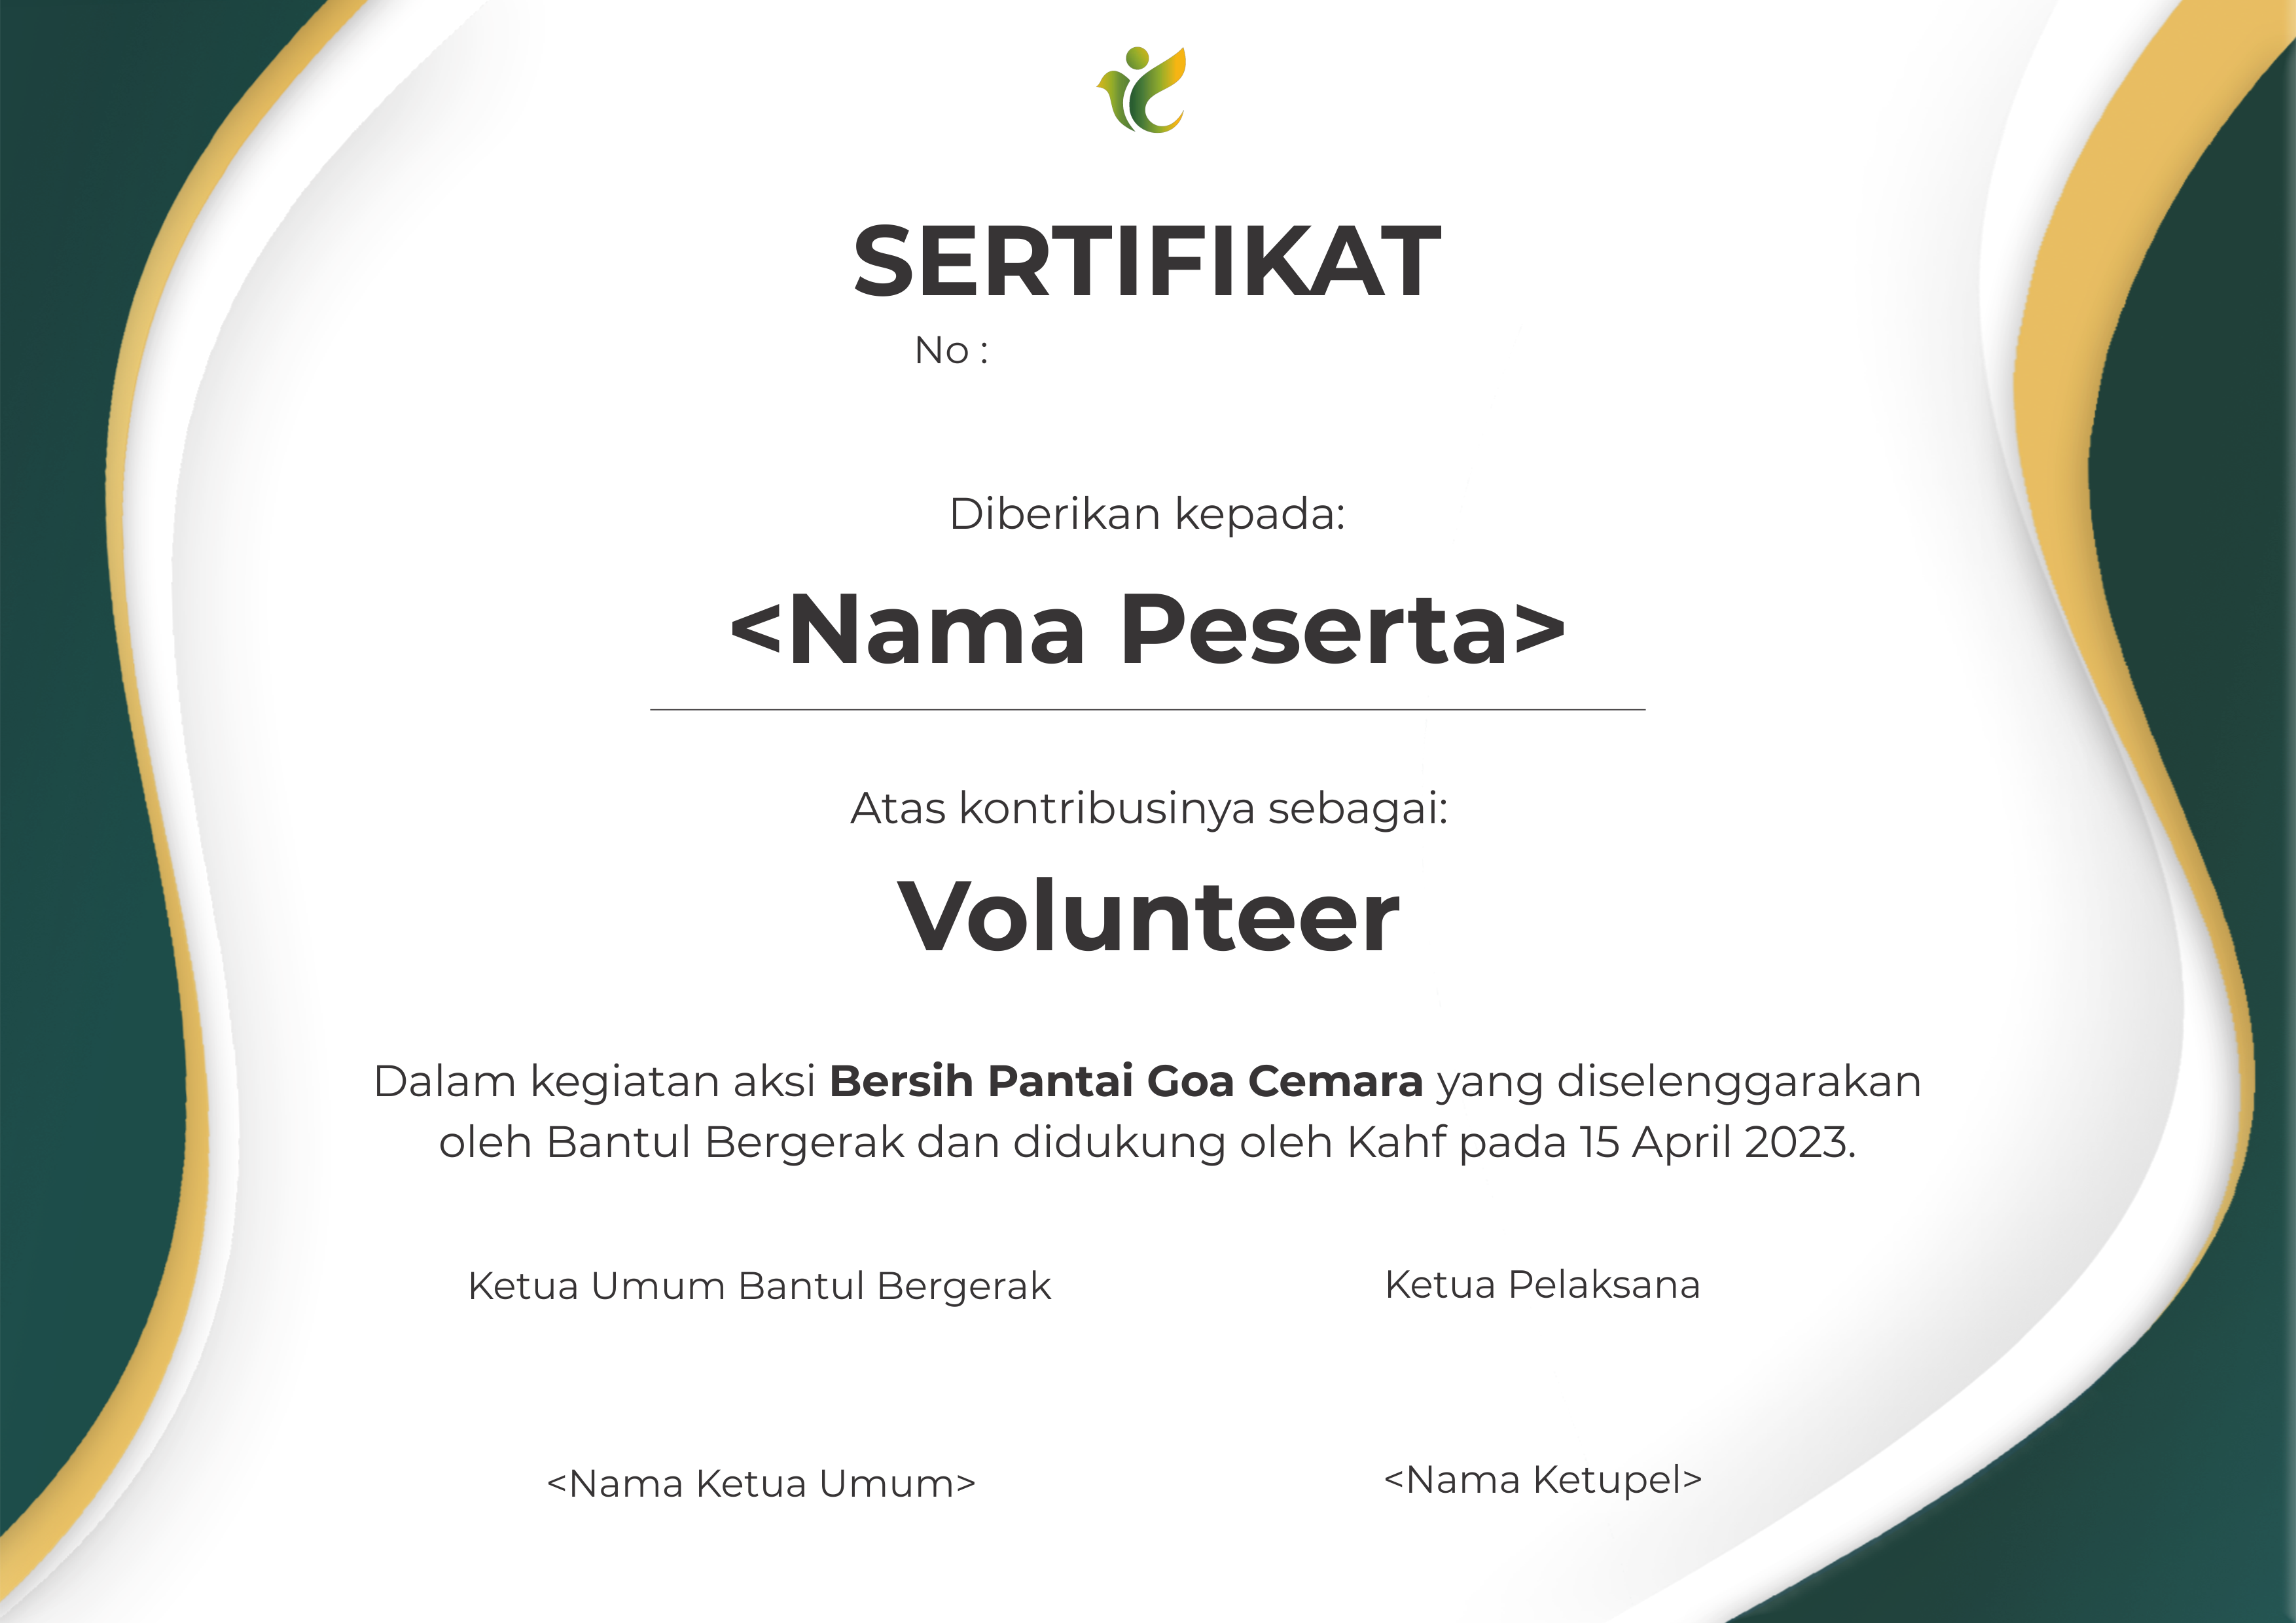 SERTIFIKAT
No :
Diberikan kepada:
<Nama Peserta>
Atas kontribusinya sebagai:
Volunteer
Dalam kegiatan aksi Bersih Pantai Goa Cemara yang diselenggarakan
oleh Bantul Bergerak dan didukung oleh Kahf pada 15 April 2023.
Ketua Umum Bantul Bergerak
Ketua Pelaksana
<Nama Ketua Umum>
<Nama Ketupel>